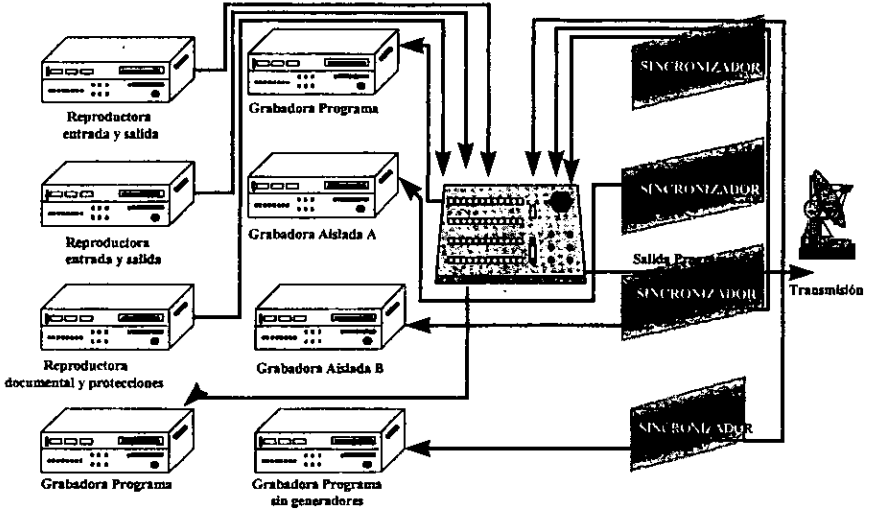 SINCRONIZADOR
Grabadora Programa
Reproductora
entrada y salida
SINCRONIZADOR
Grabadora Aislada A
Reproductora
entrada y salida
Salida
SINCRONIZADOR
Transmisión
Reproductora
documental y protecciones
Grabadora Aislada B
SINCRONIZADOR
Grabadora Programa
Grabadora Programa
sin generadores